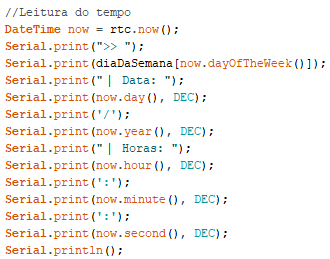 //Leitura do tempo
DateTime now = rtc.now();
Serial.print(">> ");
Serial.print(diaDaSemana[now.dayOfTheWeek()]);
Serial.print(" | Data: ");
Serial.print(now.day(), DEC);
Serial.print('/');
Serial.print(now.year(), DEC);
Serial.print(" | Horas: ");
Serial.print(now.hour(), DEC);
Serial.print(':');
Serial.print(now.minute(), DEC);
Serial.print(':');
Serial.print(now.second(), DEC);
Serial.println();